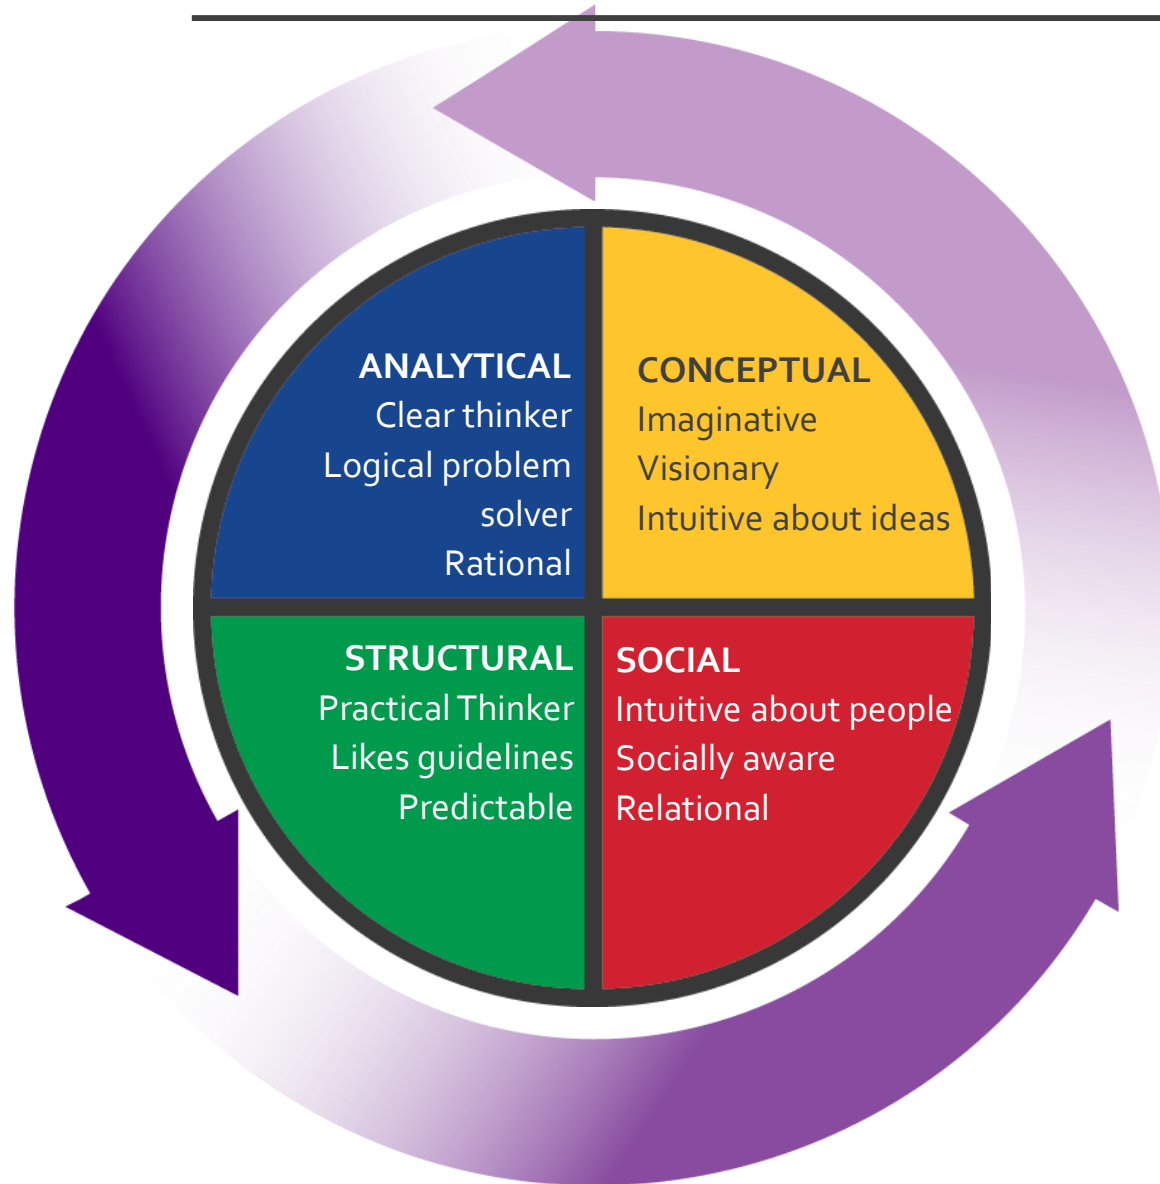 ANALYTICAL
Clear thinker
Logical problem
solver
Rational
CONCEPTUAL
Imaginative
Visionary
Intuitive about ideas
STRUCTURAL
Practical Thinker
Likes guidelines
Predictable
SOCIAL
Intuitive about people
Socially aware
Relational